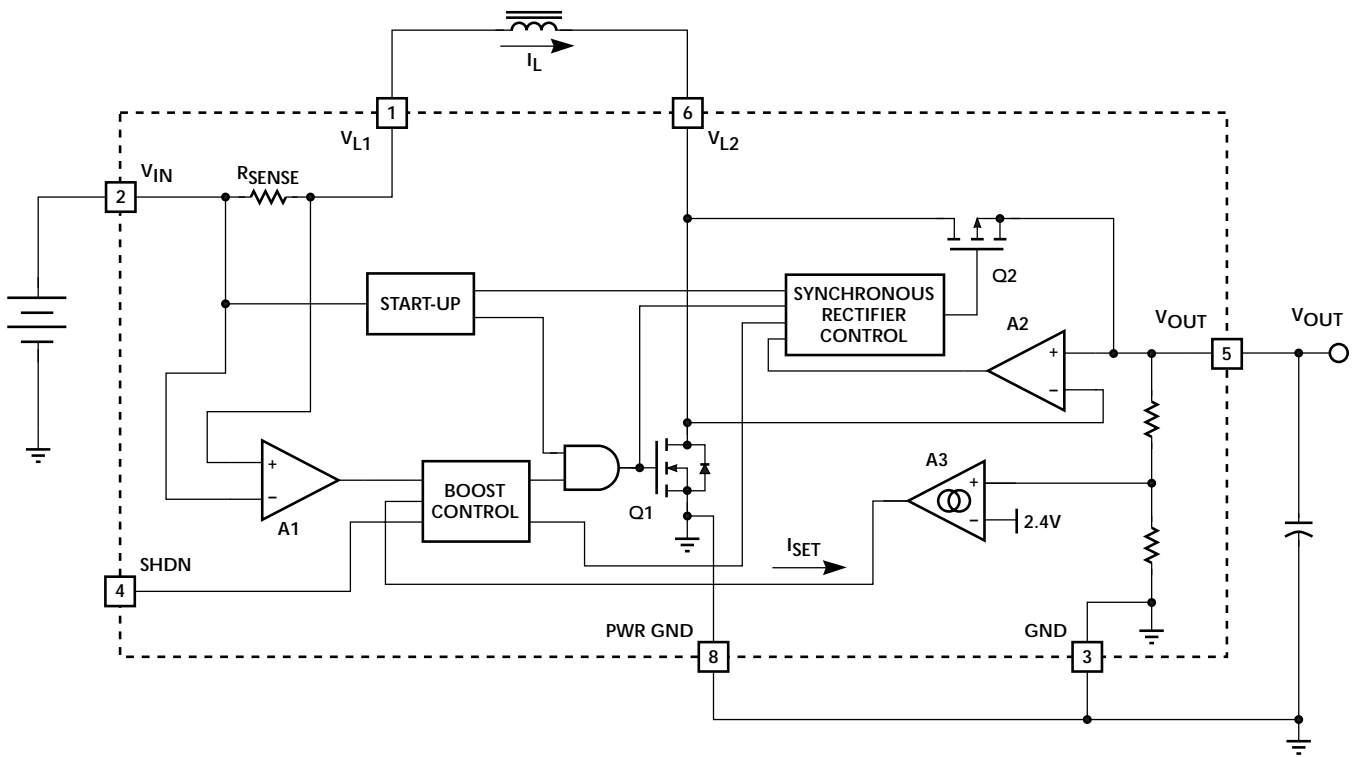 IL
1
6
VL1
VL2
VIN
RSENSE
2
START-UP
SYNCHRONOUS
RECTIFIER
CONTROL
Q2
A2
+
−
VOUT
VOUT
5
A1
+
−
BOOST
CONTROL
Q1
A3
+
−
2.4V
ISET
SHDN
4
PWR GND
8
GND
3